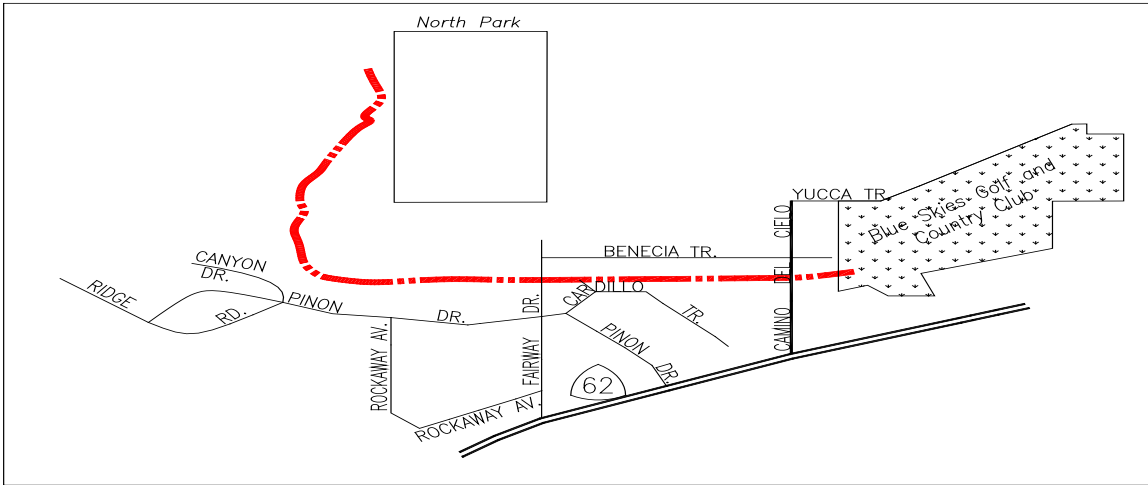 North Park
YUCCA TR.
Blue Skies Golf and
Country Club
CAMINO DEL CIELO
BENECIA TR.
CANYON
DR.
RIDGE
RD.
PINON
DR.
FAIRWAY DR.
CARDILLO
TR.
PINON
DR.
ROCKAWAY AV.
ROCKAWAY AV.
62